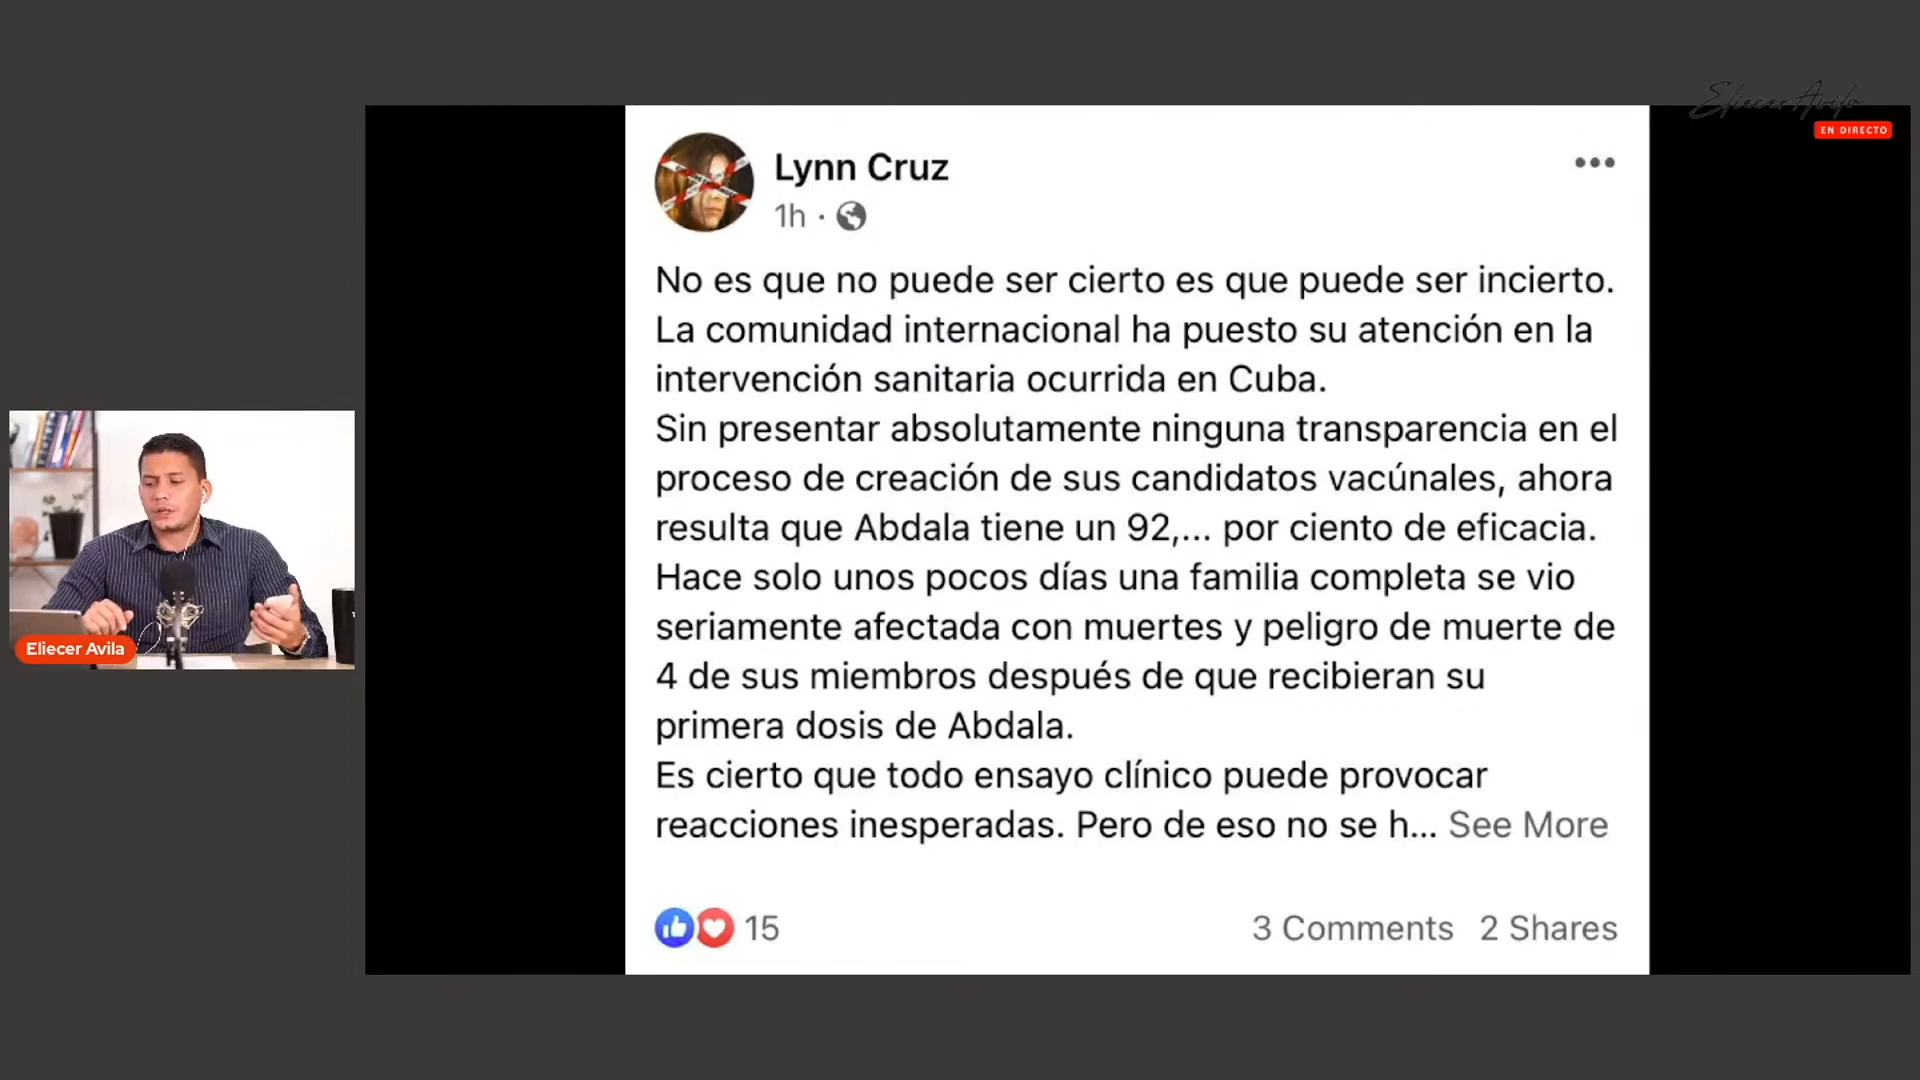 Eliecer Avila
EN DIRECTO
Lynn Cruz
1h ·
No es que no puede ser cierto es que puede ser incierto.
La comunidad internacional ha puesto su atención en la
intervención sanitaria ocurrida en Cuba.
Sin presentar absolutamente ninguna transparencia en el
proceso de creación de sus candidatos vacúnales, ahora
resulta que Abdala tiene un 92,... por ciento de eficacia.
Hace solo unos pocos días una familia completa se vio
seriamente afectada con muertes y peligro de muerte de
4 de sus miembros después de que recibieran su
primera dosis de Abdala.
Es cierto que todo ensayo clínico puede provocar
reacciones inesperadas. Pero de eso no se h... See More
15
3 Comments 2 Shares
Eliecer Avila